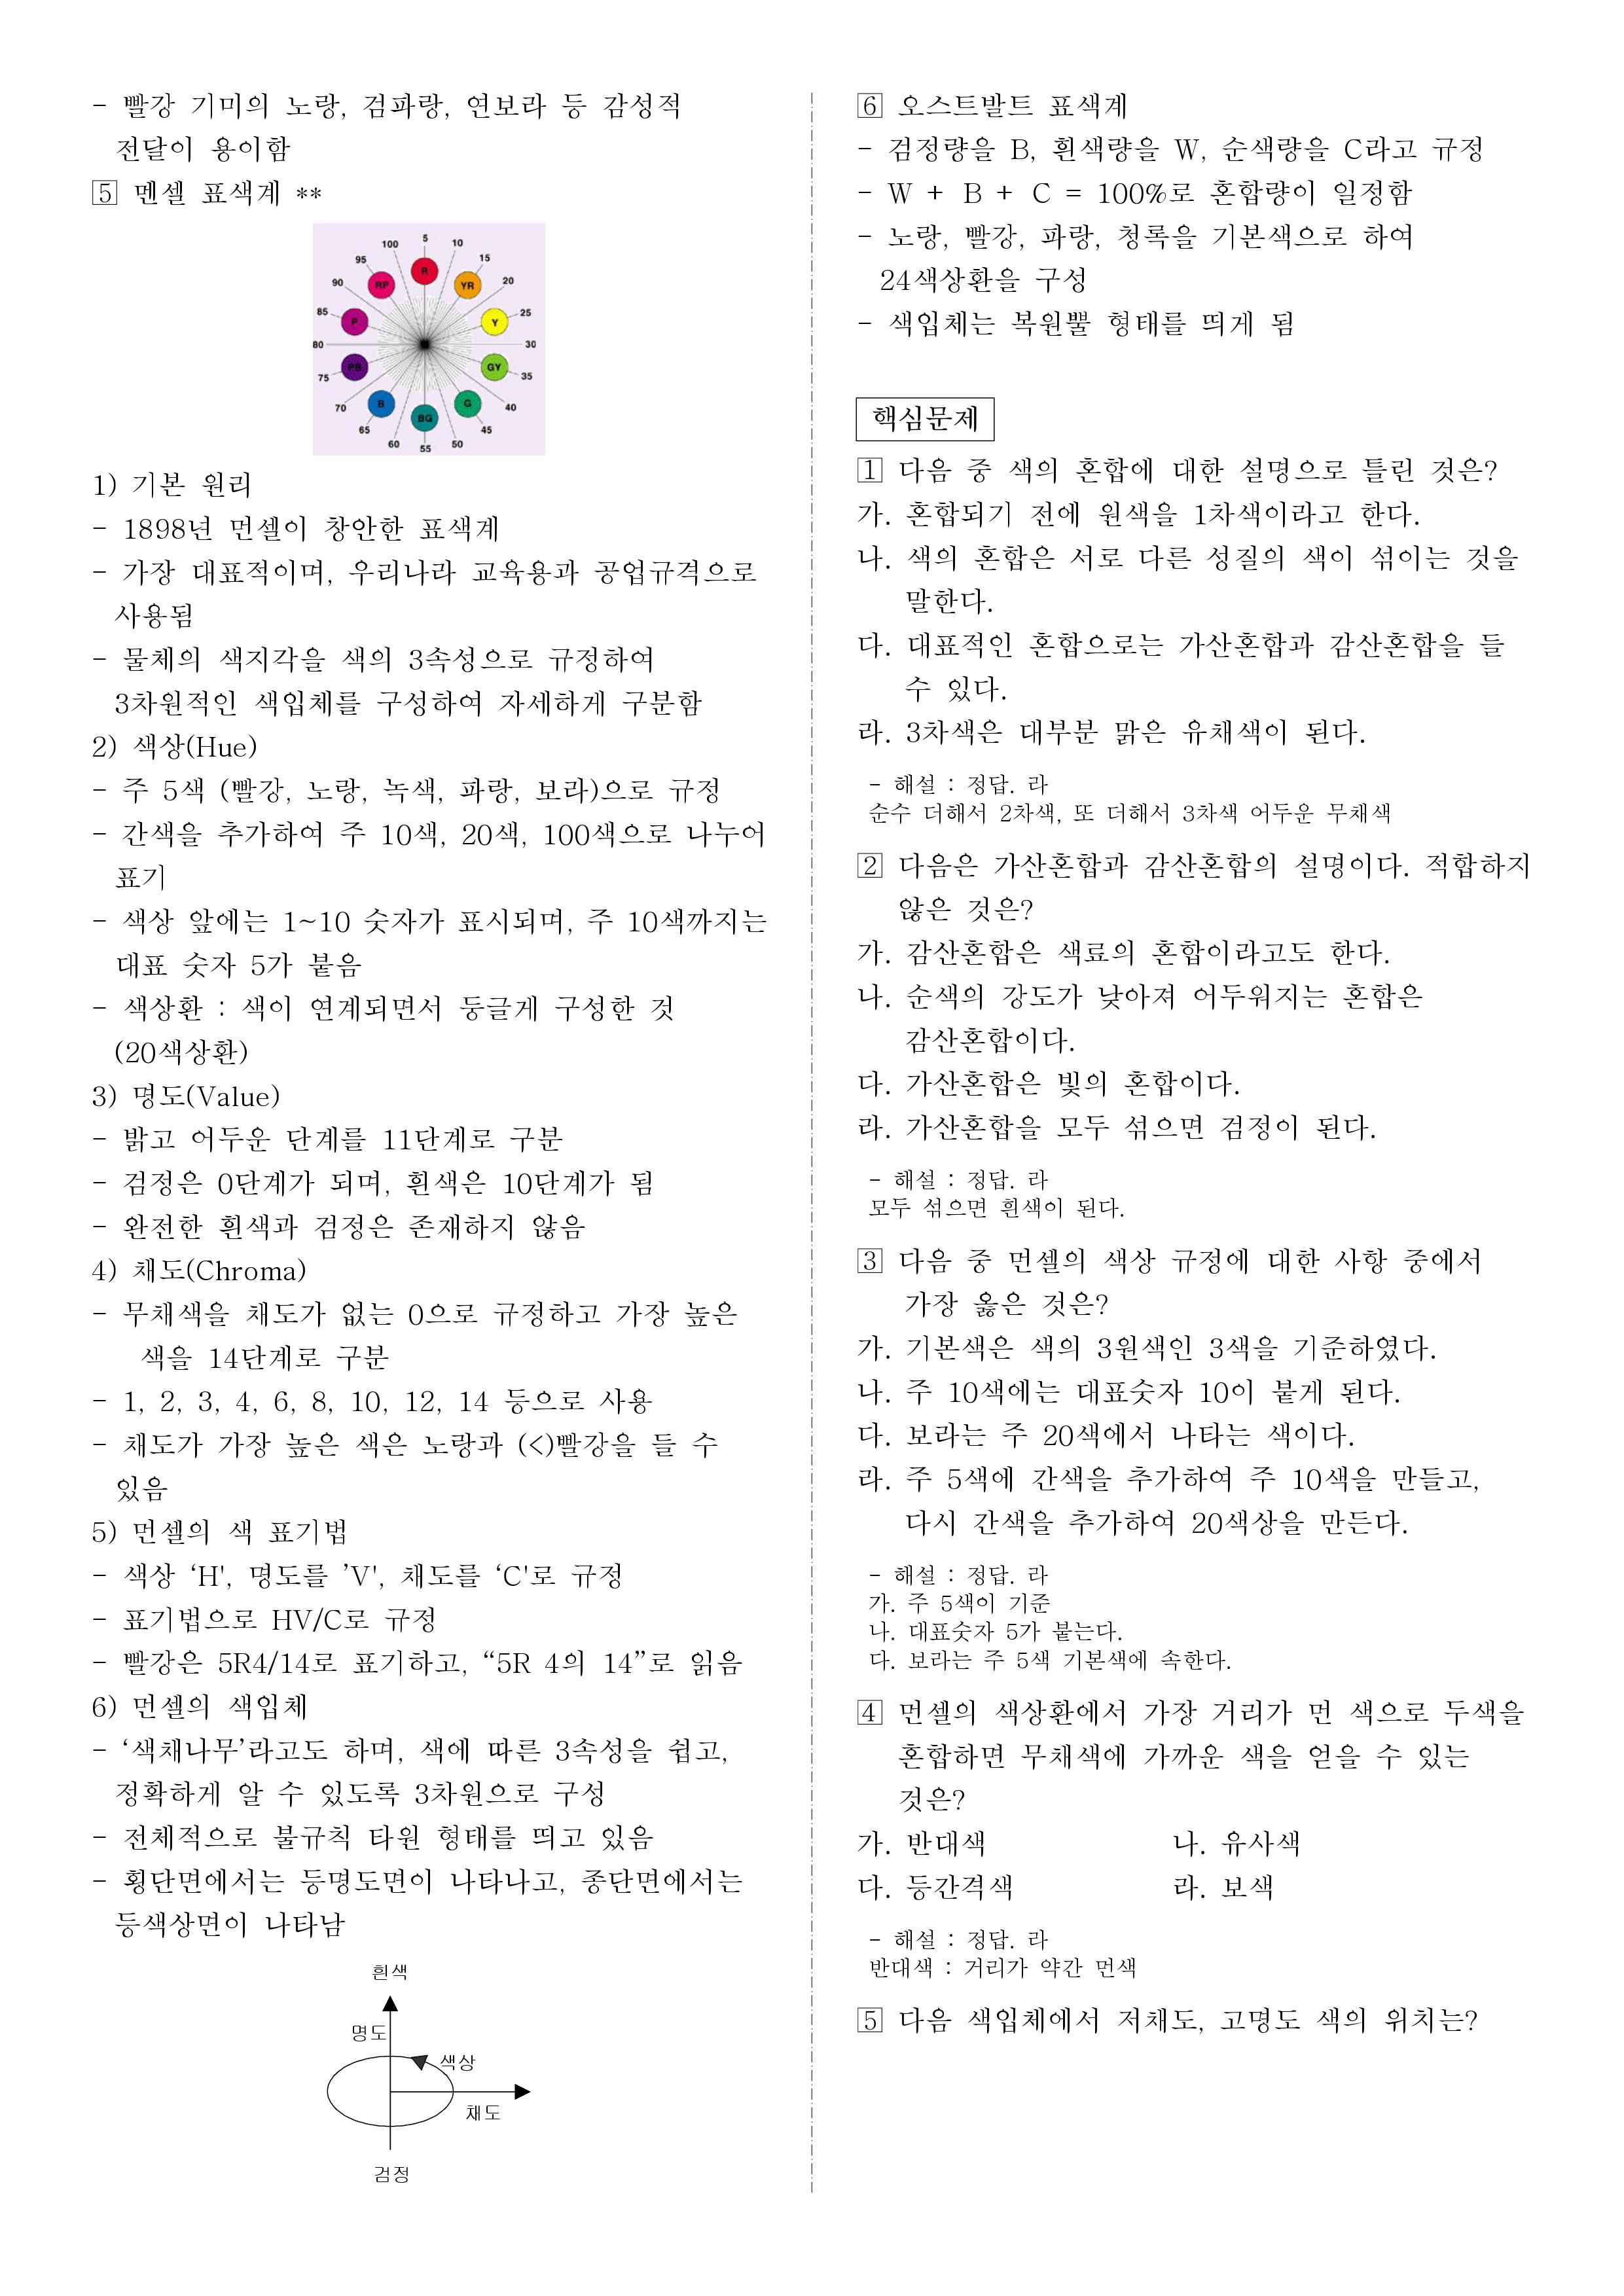 - 빨강 기미의 노랑, 검파랑, 연보라 등 감성적
전달이 용이함
5 멘셀 표색계 **
100 5 10
95 15
90 20
85 25
80 30
75 35
70 40
65 45
60 55 50
R
RP YR
P Y
PB GY
B G
BG
1) 기본 원리
- 1898년 먼셀이 창안한 표색계
- 가장 대표적이며, 우리나라 교육용과 공업규격으로
사용됨
- 물체의 색지각을 색의 3속성으로 규정하여
3차원적인 색입체를 구성하여 자세하게 구분함
2) 색상(Hue)
- 주 5색 (빨강, 노랑, 녹색, 파랑, 보라)으로 규정
- 간색을 추가하여 주 10색, 20색, 100색으로 나누어
표기
- 색상 앞에는 1~10 숫자가 표시되며, 주 10색까지는
대표 숫자 5가 붙음
- 색상환 : 색이 연계되면서 둥글게 구성한 것
(20색상환)
3) 명도(Value)
- 밝고 어두운 단계를 11단계로 구분
- 검정은 0단계가 되며, 흰색은 10단계가 됨
- 완전한 흰색과 검정은 존재하지 않음
4) 채도(Chroma)
- 무채색을 채도가 없는 0으로 규정하고 가장 높은
색을 14단계로 구분
- 1, 2, 3, 4, 6, 8, 10, 12, 14 등으로 사용
- 채도가 가장 높은 색은 노랑과 (<)빨강을 들 수
있음
5) 먼셀의 색 표기법
- 색상 ‘H', 명도를 ’V', 채도를 ‘C'로 규정
- 표기법으로 HV/C로 규정
- 빨강은 5R4/14로 표기하고, “5R 4의 14”로 읽음
6) 먼셀의 색입체
- ‘색채나무’라고도 하며, 색에 따른 3속성을 쉽고,
정확하게 알 수 있도록 3차원으로 구성
- 전체적으로 불규칙 타원 형태를 띄고 있음
- 횡단면에서는 등명도면이 나타나고, 종단면에서는
등색상면이 나타남
흰색
명도
색상
채도
검정
6 오스트발트 표색계
- 검정량을 B, 흰색량을 W, 순색량을 C라고 규정
- W + B + C = 100%로 혼합량이 일정함
- 노랑, 빨강, 파랑, 청록을 기본색으로 하여
24색상환을 구성
- 색입체는 복원뿔 형태를 띄게 됨
핵심문제
1 다음 중 색의 혼합에 대한 설명으로 틀린 것은?
가. 혼합되기 전에 원색을 1차색이라고 한다.
나. 색의 혼합은 서로 다른 성질의 색이 섞이는 것을
말한다.
다. 대표적인 혼합으로는 가산혼합과 감산혼합을 들
수 있다.
라. 3차색은 대부분 맑은 유채색이 된다.
- 해설 : 정답. 라
순수 더해서 2차색, 또 더해서 3차색 어두운 무채색
2 다음은 가산혼합과 감산혼합의 설명이다. 적합하지
않은 것은?
가. 감산혼합은 색료의 혼합이라고도 한다.
나. 순색의 강도가 낮아져 어두워지는 혼합은
감산혼합이다.
다. 가산혼합은 빛의 혼합이다.
라. 가산혼합을 모두 섞으면 검정이 된다.
- 해설 : 정답. 라
모두 섞으면 흰색이 된다.
3 다음 중 먼셀의 색상 규정에 대한 사항 중에서
가장 옳은 것은?
가. 기본색은 색의 3원색인 3색을 기준하였다.
나. 주 10색에는 대표숫자 10이 붙게 된다.
다. 보라는 주 20색에서 나타는 색이다.
라. 주 5색에 간색을 추가하여 주 10색을 만들고,
다시 간색을 추가하여 20색상을 만든다.
- 해설 : 정답. 라
가. 주 5색이 기준
나. 대표숫자 5가 붙는다.
다. 보라는 주 5색 기본색에 속한다.
4 먼셀의 색상환에서 가장 거리가 먼 색으로 두색을
혼합하면 무채색에 가까운 색을 얻을 수 있는
것은?
가. 반대색 나. 유사색
다. 등간격색 라. 보색
- 해설 : 정답. 라
반대색 : 거리가 약간 먼색
5 다음 색입체에서 저채도, 고명도 색의 위치는?